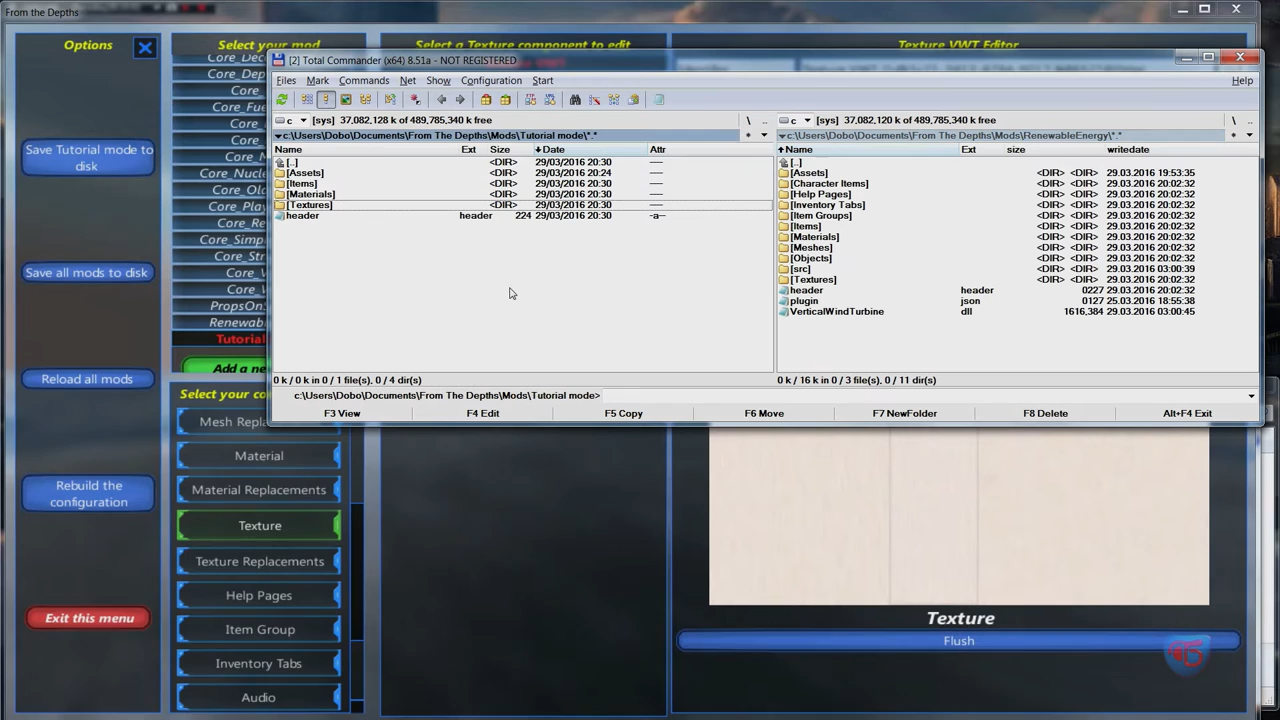 From the Depths
Options
Select your mod
Select a Texture component to edit
Texture VWT Editor
Save Tutorial mode to
disk
Save all mods to disk
Reload all mods
Rebuild the
configuration
Exit this menu
Core_Nucle
Core_Old
Core_Play
Core_Re
Core_Simp
Core_Str
Core_V
Core_W
PropsOnS
Renewab
Tutorial
Add a ne
[2] Total Commander (x64) 8.51a - NOT REGISTERED
Files Mark Commands Net Show Configuration Start Help
c [sys] 37,082,128 k of 489,785,340 k free \ ..
c:\Users\Dobo\Documents\From The Depths\Mods\Tutorial mode\*.* *
Name Ext Size Date Attr
[..] <DIR> 29/03/2016 20:30 ----
[Assets] <DIR> 29/03/2016 20:24 ----
[Items] <DIR> 29/03/2016 20:30 ----
[Materials] <DIR> 29/03/2016 20:30 ----
[Textures] <DIR> 29/03/2016 20:30 ----
header header 224 29/03/2016 20:30 -a--
0 k / 0 k in 0 / 1 file(s), 0 / 4 dir(s)
c [sys] 37,082,120 k of 489,785,340 k free \ ..
c:\Users\Dobo\Documents\From The Depths\Mods\RenewableEnergy\*.* *
Name Ext size writedate
[..]
[Assets] <DIR> <DIR> 29.03.2016 19:53:35
[Character Items] <DIR> <DIR> 29.03.2016 20:02:32
[Help Pages] <DIR> <DIR> 29.03.2016 20:02:32
[Inventory Tabs] <DIR> <DIR> 29.03.2016 20:02:32
[Item Groups] <DIR> <DIR> 29.03.2016 20:02:32
[Items] <DIR> <DIR> 29.03.2016 20:02:32
[Materials] <DIR> <DIR> 29.03.2016 20:02:32
[Meshes] <DIR> <DIR> 29.03.2016 20:02:32
[Objects] <DIR> <DIR> 29.03.2016 20:02:32
[src] <DIR> <DIR> 29.03.2016 03:00:39
[Textures] <DIR> <DIR> 29.03.2016 20:02:32
header header 0227 29.03.2016 20:02:32
plugin json 0127 25.03.2016 18:55:38
VerticalWindTurbine dll 1616,384 29.03.2016 03:00:45
0 k / 16 k in 0 / 3 file(s), 0 / 11 dir(s)
c:\Users\Dobo\Documents\From The Depths\Mods\Tutorial mode>
F3 View F4 Edit F5 Copy F6 Move F7 NewFolder F8 Delete Alt+F4 Exit
Select your co
Mesh Repla
Material
Material Replacements
Texture
Texture Replacements
Help Pages
Item Group
Inventory Tabs
Audio
Texture
Flush